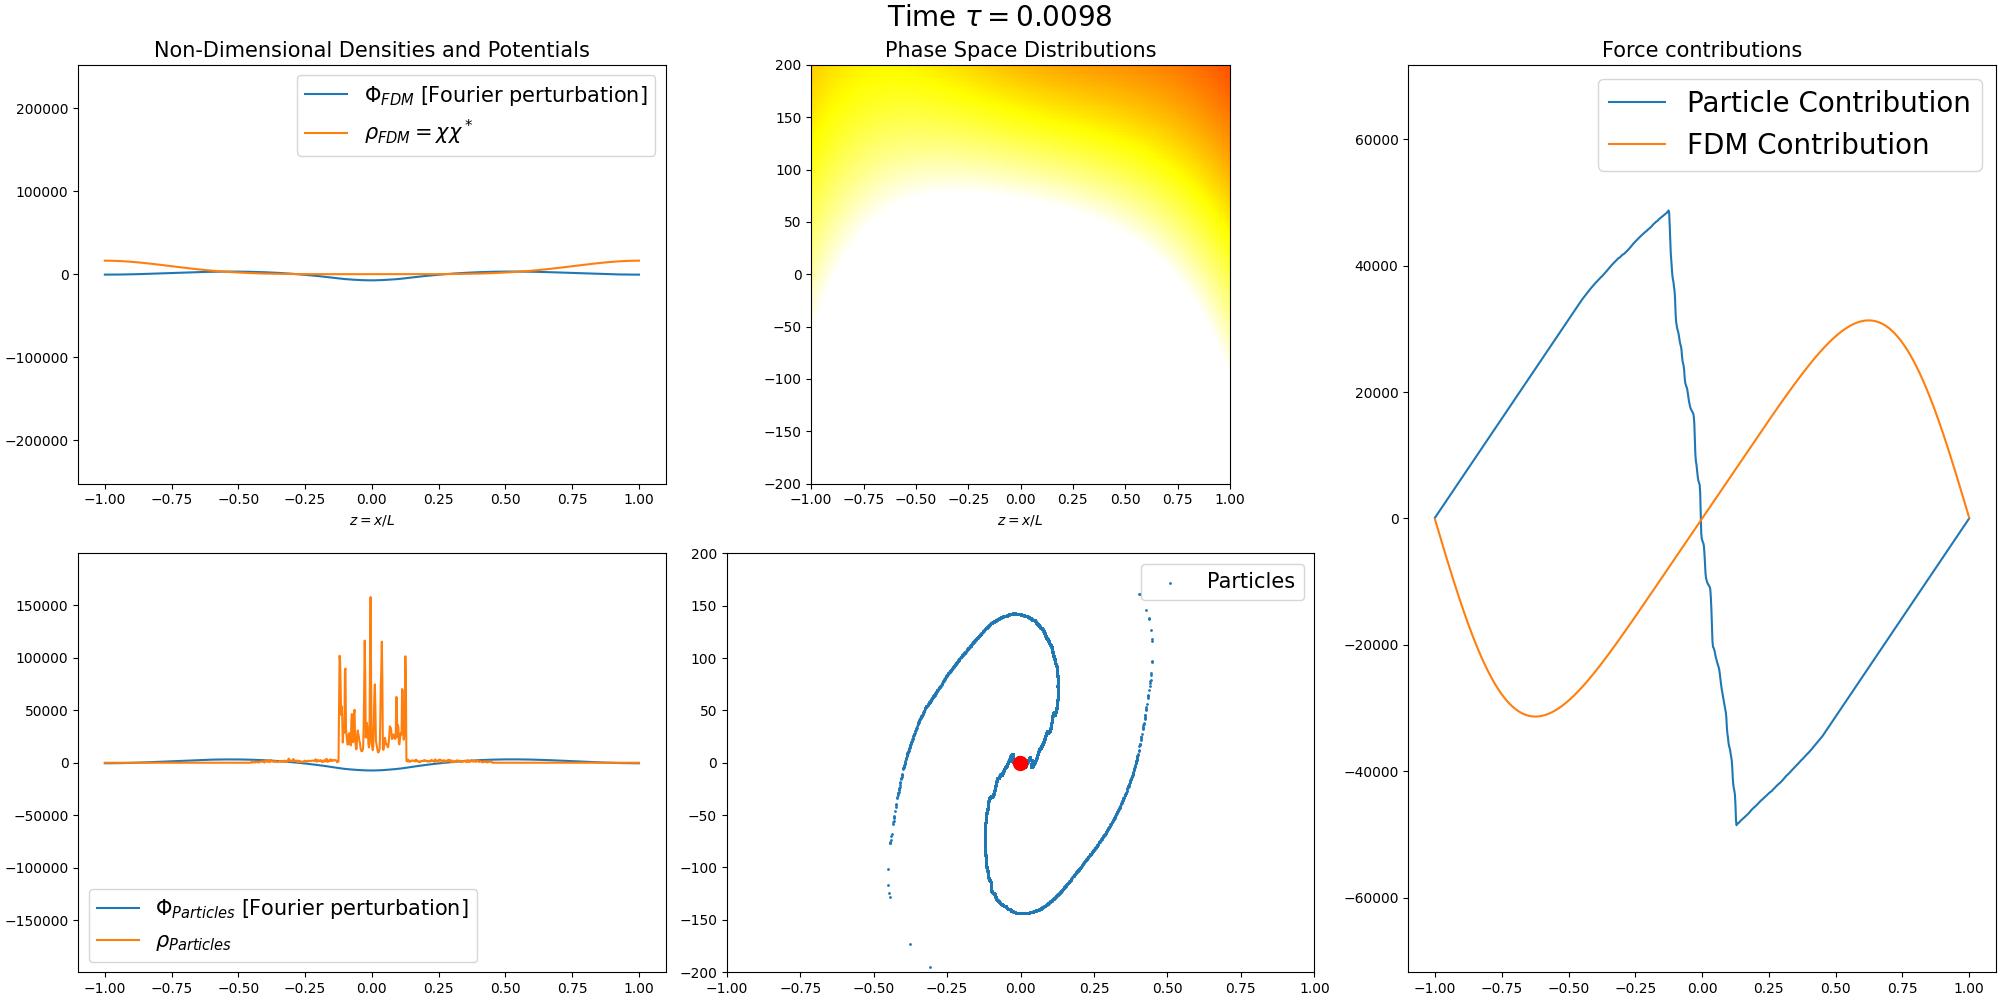 Time τ = 0.0098
Non-Dimensional Densities and Potentials
Φ_FDM [Fourier perturbation]
ρ_FDM = χχ*
200000
100000
0
−100000
−200000
−1.00 −0.75 −0.50 −0.25 0.00 0.25 0.50 0.75 1.00
z = x/L
Phase Space Distributions
200
150
100
50
0
−50
−100
−150
−200
−1.00 −0.75 −0.50 −0.25 0.00 0.25 0.50 0.75 1.00
z = x/L
Force contributions
Particle Contribution
FDM Contribution
60000
40000
20000
0
−20000
−40000
−60000
−1.00 −0.75 −0.50 −0.25 0.00 0.25 0.50 0.75 1.00
150000
100000
50000
0
−50000
−100000
−150000
Φ_Particles [Fourier perturbation]
ρ_Particles
−1.00 −0.75 −0.50 −0.25 0.00 0.25 0.50 0.75 1.00
Particles
200
150
100
50
0
−50
−100
−150
−200
−1.00 −0.75 −0.50 −0.25 0.00 0.25 0.50 0.75 1.00